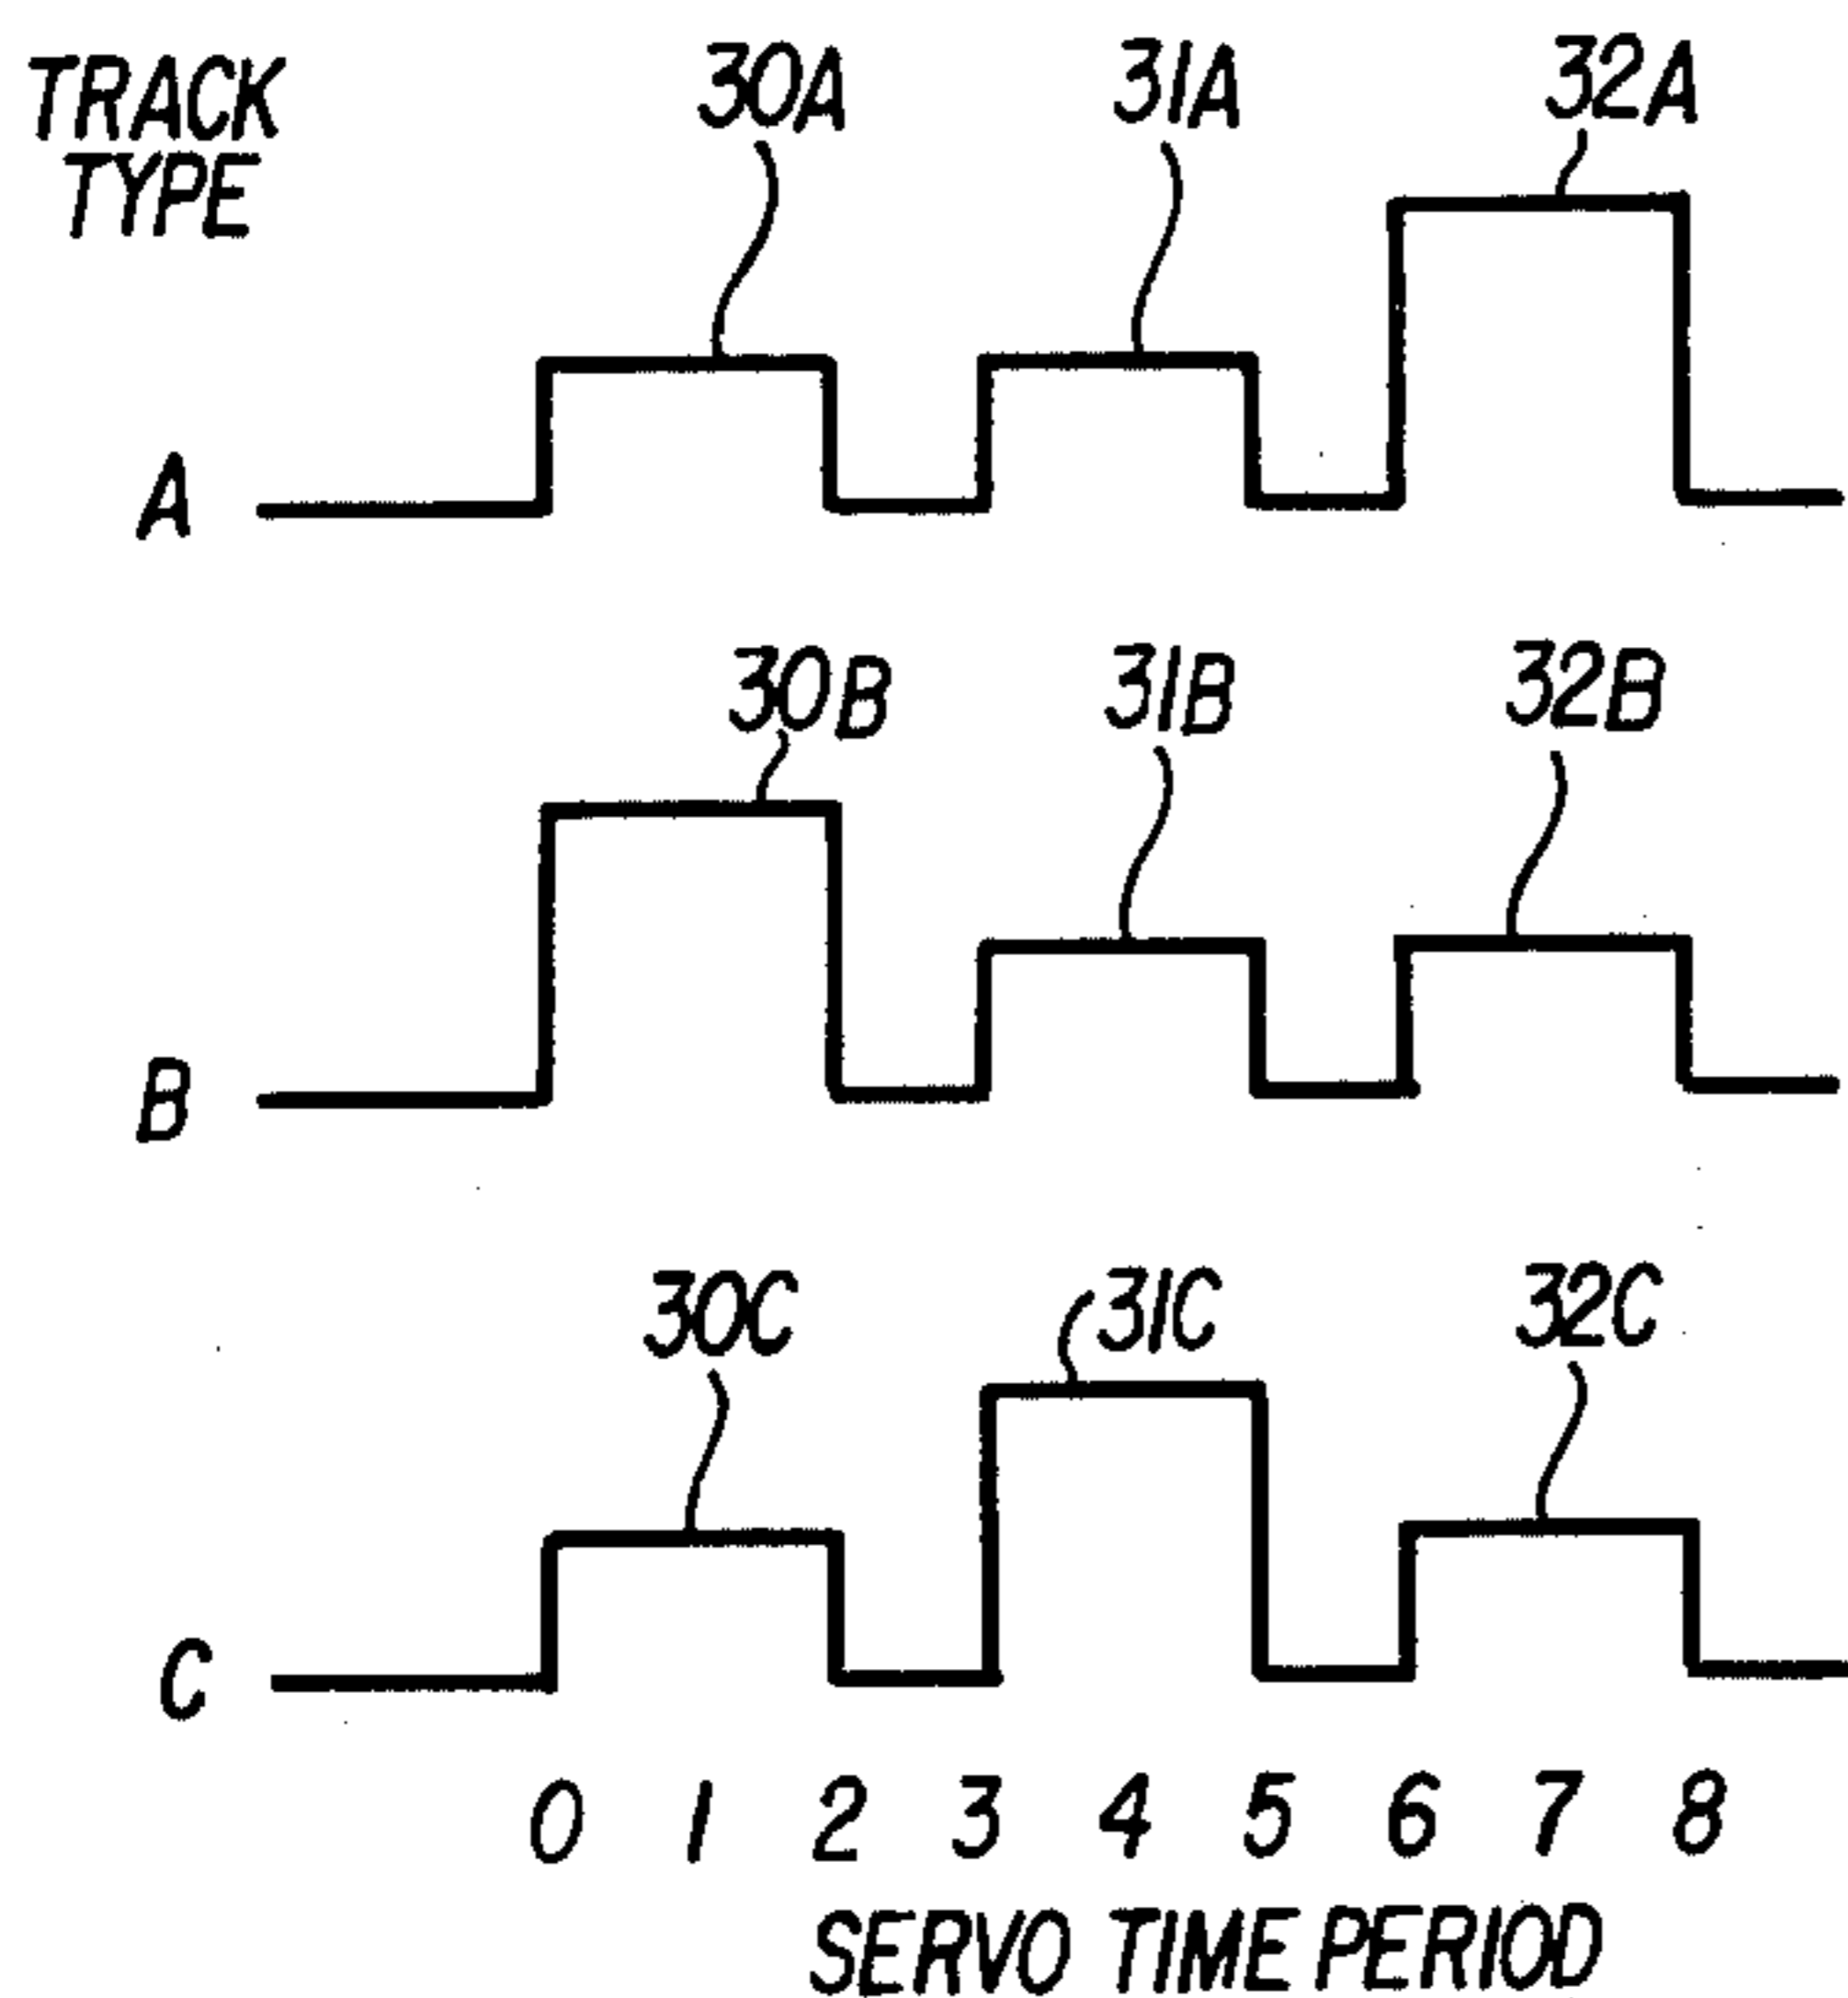 TRACK
TYPE
30A 31A 32A
A
30B 31B 32B
B
30C 31C 32C
C
0 1 2 3 4 5 6 7 8
SERVO TIME PERIOD